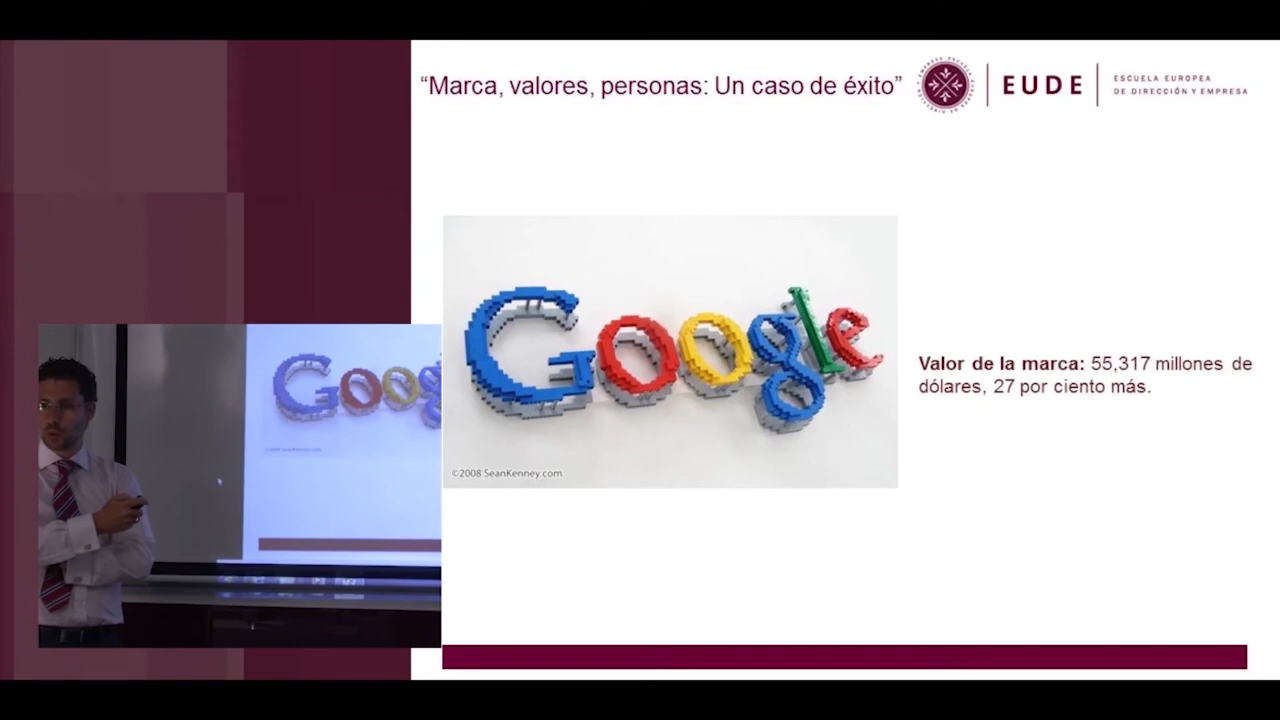 “Marca, valores, personas: Un caso de éxito”
EUDE
ESCUELA EUROPEA
DE DIRECCIÓN Y EMPRESA
Google
Valor de la marca: 55,317 millones de
dólares, 27 por ciento más.
©2008 SeanKenney.com
Goog